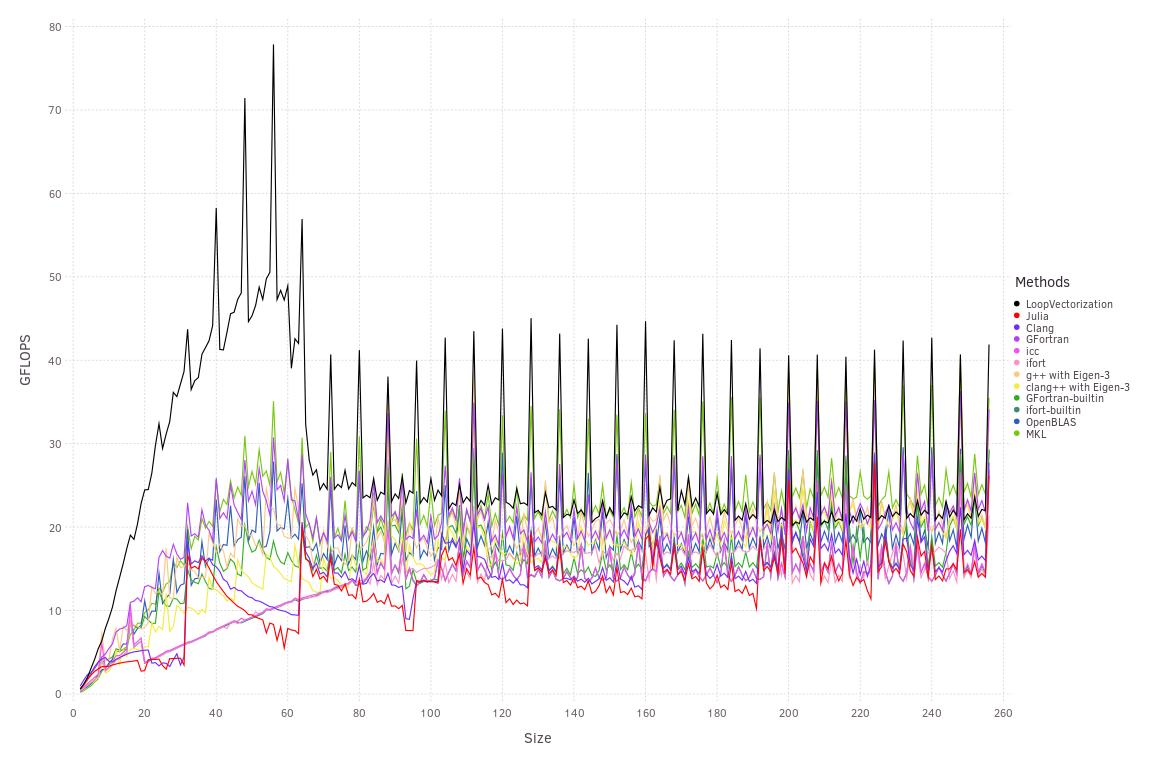 80
70
60
50
40
30
20
10
0
GFLOPS
0 20 40 60 80 100 120 140 160 180 200 220 240 260
Size
Methods
LoopVectorization
Julia
Clang
GFortran
icc
ifort
g++ with Eigen-3
clang++ with Eigen-3
GFortran-builtin
ifort-builtin
OpenBLAS
MKL